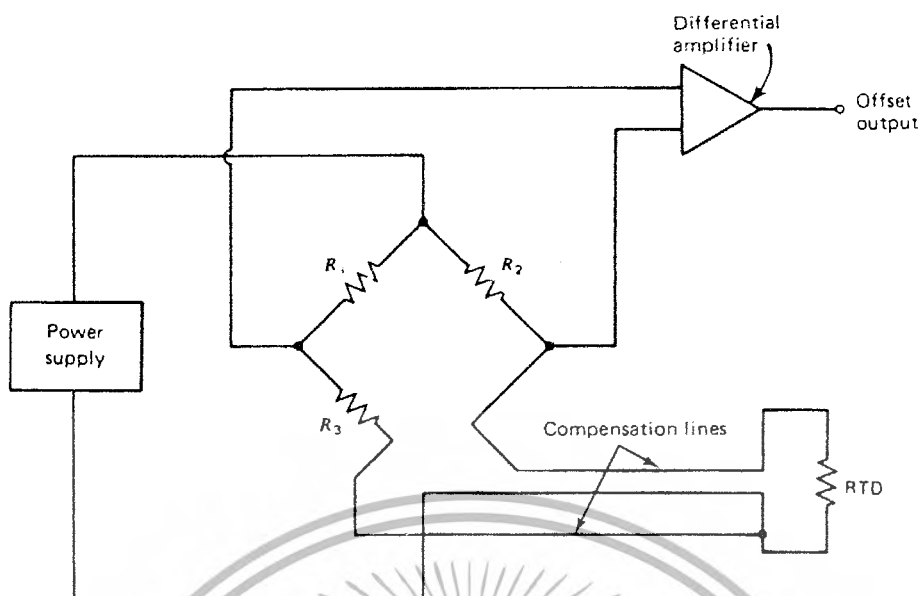 Differential
amplifier
Offset
output
R₁
R₂
Power
supply
R₃
Compensation lines
RTD